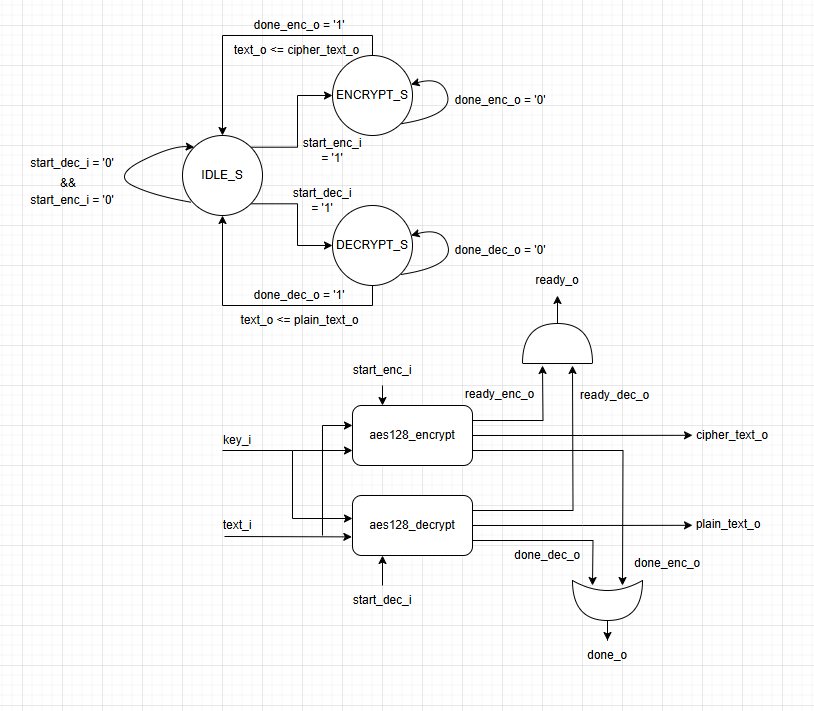 done_enc_o = '1'
text_o <= cipher_text_o
ENCRYPT_S
done_enc_o = '0'
start_enc_i
= '1'
start_dec_i = '0'
&&
start_enc_i = '0'
IDLE_S
start_dec_i
= '1'
DECRYPT_S
done_dec_o = '0'
done_dec_o = '1'
text_o <= plain_text_o
ready_o
start_enc_i
ready_enc_o
ready_dec_o
key_i
aes128_encrypt
cipher_text_o
text_i
aes128_decrypt
plain_text_o
done_dec_o
done_enc_o
start_dec_i
done_o